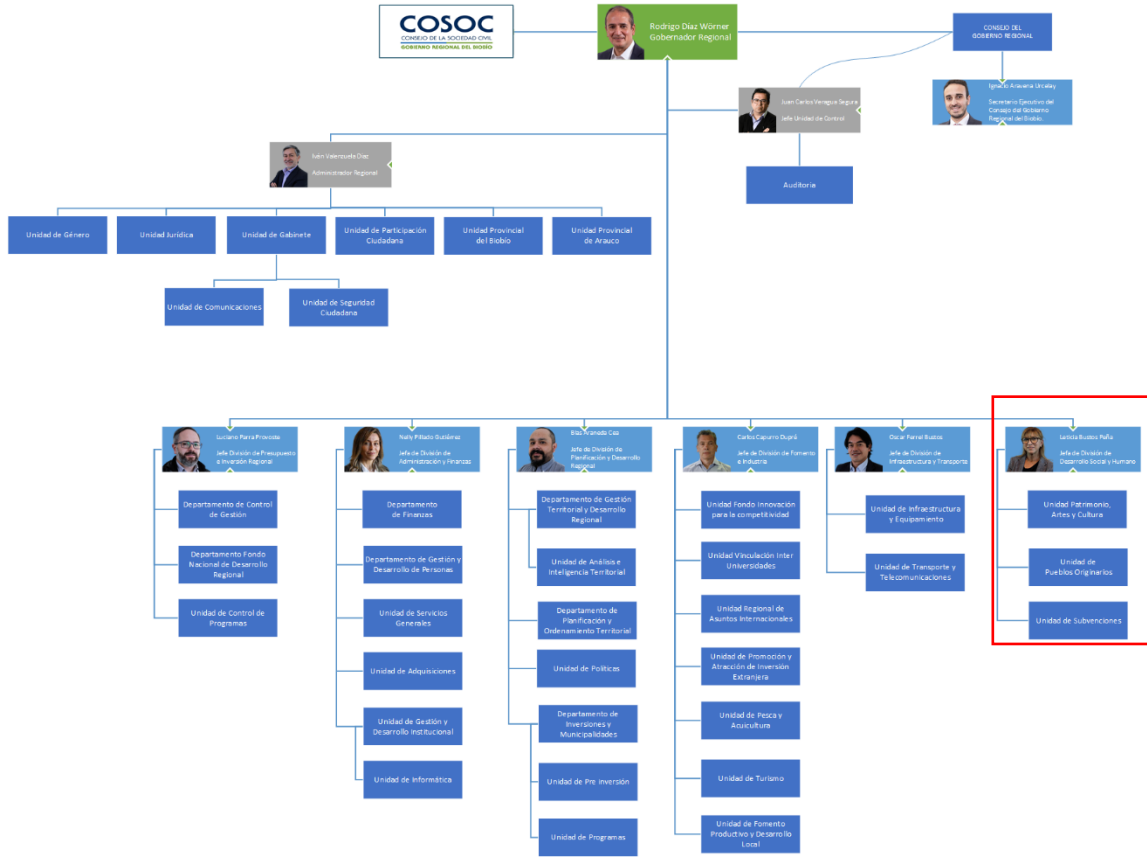 COSOC
CONSEJO DE LA SOCIEDAD CIVIL
GOBIERNO REGIONAL DEL BIOBÍO
Rodrigo Díaz Wörner
Gobernador Regional
CONSEJO DEL
GOBIERNO REGIONAL
Ignacio Aravena Uricalay
Secretario Ejecutivo del
Consejo del Gobierno
Regional del Biobío.
Juan Carlos Venegua Segura
Jefe Unidad de Control
Auditoria
Iván Valenzuela Díaz
Administrador Regional
Unidad de Género
Unidad Jurídica
Unidad de Gabinete
Unidad de Participación
Ciudadana
Unidad Provincial
del Biobío
Unidad Provincial
de Arauco
Unidad de Comunicaciones
Unidad de Seguridad
Ciudadana
Luciano Parra Provoste
Jefe División de Presupuesto
e Inversión Regional
Departamento de Control
de Gestión
Departamento Fondo
Nacional de Desarrollo
Regional
Unidad de Control de
Programas
Nelly Pillado Gutiérrez
Jefe de División de
Administración y Finanzas
Departamento
de Finanzas
Departamento de Gestión y
Desarrollo de Personas
Unidad de Servicios
Generales
Unidad de Adquisiciones
Unidad de Gestión y
Desarrollo Institucional
Unidad de Informática
Blas Araneda Cea
Jefe de División de
Planificación y Desarrollo
Regional
Departamento de Gestión
Territorial y Desarrollo
Regional
Unidad de Análisis e
Inteligencia Territorial
Departamento de
Planificación y
Ordenamiento Territorial
Unidad de Políticas
Departamento de
Inversiones y
Municipalidades
Unidad de Pre inversión
Unidad de Programas
Carlos Capurro Dupré
Jefe de División de Fomento
e Industria
Unidad Fondo Innovación
para la competitividad
Unidad Vinculación Inter
Universidades
Unidad Regional de
Asuntos Internacionales
Unidad de Promoción y
Atracción de Inversión
Extranjera
Unidad de Pesca y
Acuicultura
Unidad de Turismo
Unidad de Fomento
Productivo y Desarrollo
Local
Oscar Ferrel Bustos
Jefe de División de
Infraestructura y Transporte
Unidad de Infraestructura
y Equipamiento
Unidad de Transporte y
Telecomunicaciones
Leticia Bustos Peña
Jefe de División de
Desarrollo Social y Humano
Unidad Patrimonio,
Artes y Cultura
Unidad de
Pueblos Originarios
Unidad de Subvenciones